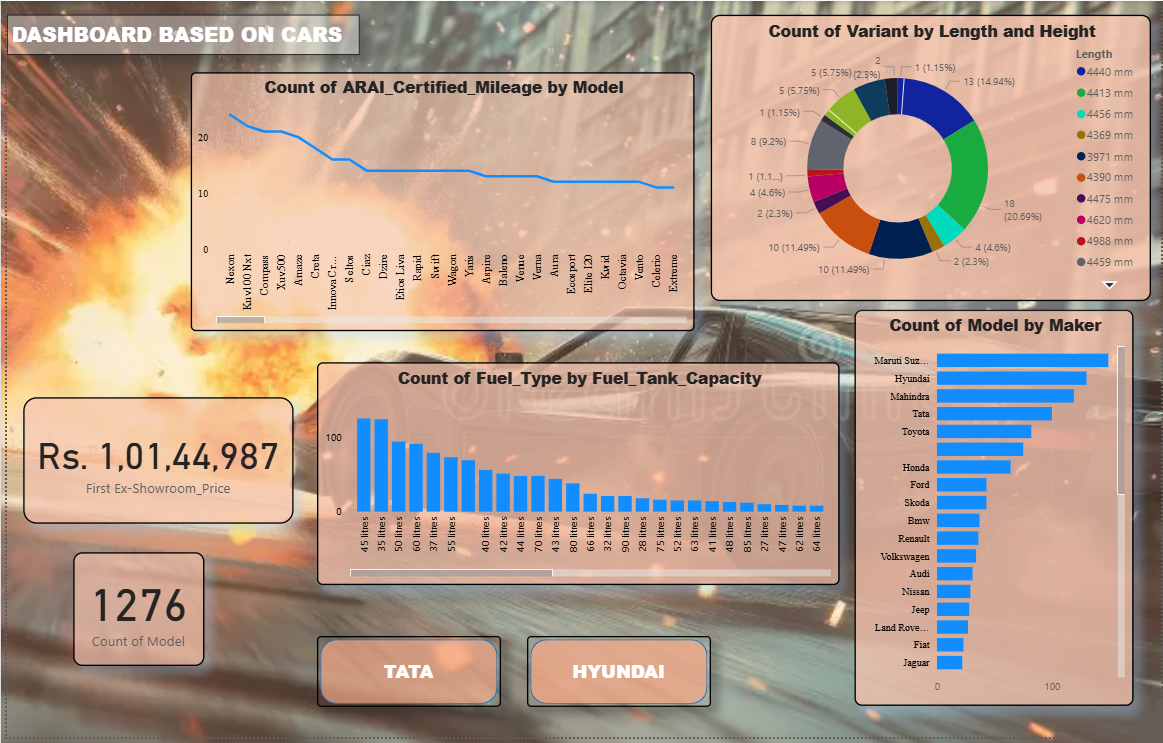 DASHBOARD BASED ON CARS
Count of ARAI_Certified_Mileage by Model
20
10
0
Nexon
Kuv100 Nxt
Compass
Xuv500
Amaze
Creta
Innova Cr...
Seltos
Ciaz
Dzire
Etios Liva
Rapid
Swift
Wagon
Yaris
Aspire
Baleno
Venue
Verna
Aura
Ecosport
Elite I20
Kwid
Octavia
Vento
Celerio
Extreme
Count of Variant by Length and Height
2
1 (1.15%)
5 (5.75%)
(2.3%)
13 (14.94%)
5 (5.75%)
1 (1.15%)
8 (9.2%)
1 (1.1...)
4 (4.6%)
2 (2.3%)
10 (11.49%)
10 (11.49%)
2 (2.3%)
4 (4.6%)
18
(20.69%)
Length
4440 mm
4413 mm
4456 mm
4369 mm
3971 mm
4390 mm
4475 mm
4620 mm
4988 mm
4459 mm
Count of Fuel_Type by Fuel_Tank_Capacity
100
0
45 litres
35 litres
50 litres
60 litres
37 litres
55 litres
40 litres
42 litres
44 litres
70 litres
43 litres
80 litres
66 litres
32 litres
90 litres
28 litres
75 litres
52 litres
63 litres
41 litres
48 litres
85 litres
27 litres
47 litres
62 litres
64 litres
Count of Model by Maker
Maruti Suz...
Hyundai
Mahindra
Tata
Toyota
Honda
Ford
Skoda
Bmw
Renault
Volkswagen
Audi
Nissan
Jeep
Land Rove...
Fiat
Jaguar
0
100
Rs. 1,01,44,987
First Ex-Showroom_Price
1276
Count of Model
TATA
HYUNDAI